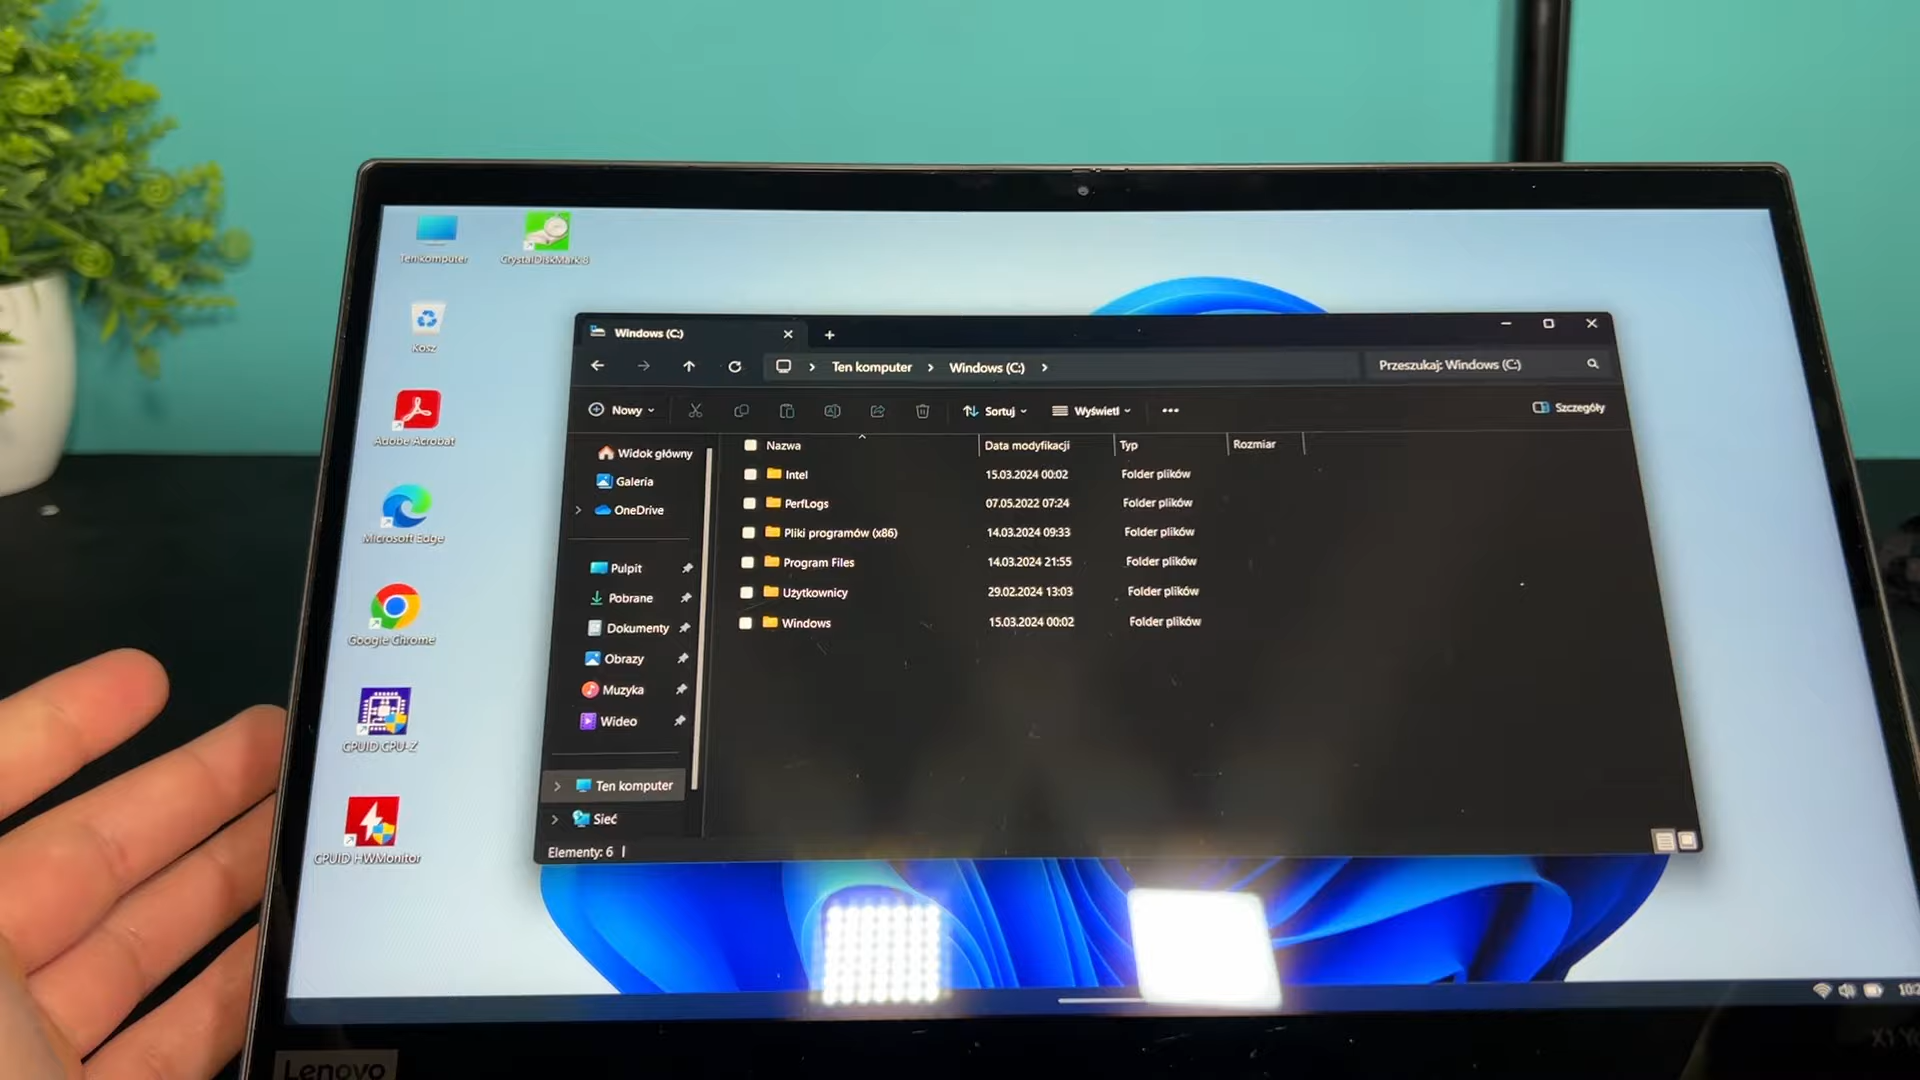 Ten komputer
CrystalDiskMark 8
Kosz
Adobe Acrobat
Microsoft Edge
Google Chrome
CPUID CPU-Z
CPUID HWMonitor
Windows (C:)
Ten komputer > Windows (C:) >
Przeszukaj: Windows (C:)
Nowy
Sortuj
Wyświetl
Szczegóły
Widok główny
Galeria
OneDrive
Pulpit
Pobrane
Dokumenty
Obrazy
Muzyka
Wideo
Ten komputer
Sieć
Nazwa Data modyfikacji Typ Rozmiar
Intel 15.03.2024 00:02 Folder plików
PerfLogs 07.05.2022 07:24 Folder plików
Pliki programów (x86) 14.03.2024 09:33 Folder plików
Program Files 14.03.2024 21:55 Folder plików
Użytkownicy 29.02.2024 13:03 Folder plików
Windows 15.03.2024 00:02 Folder plików
Elementy: 6
Lenovo
X1